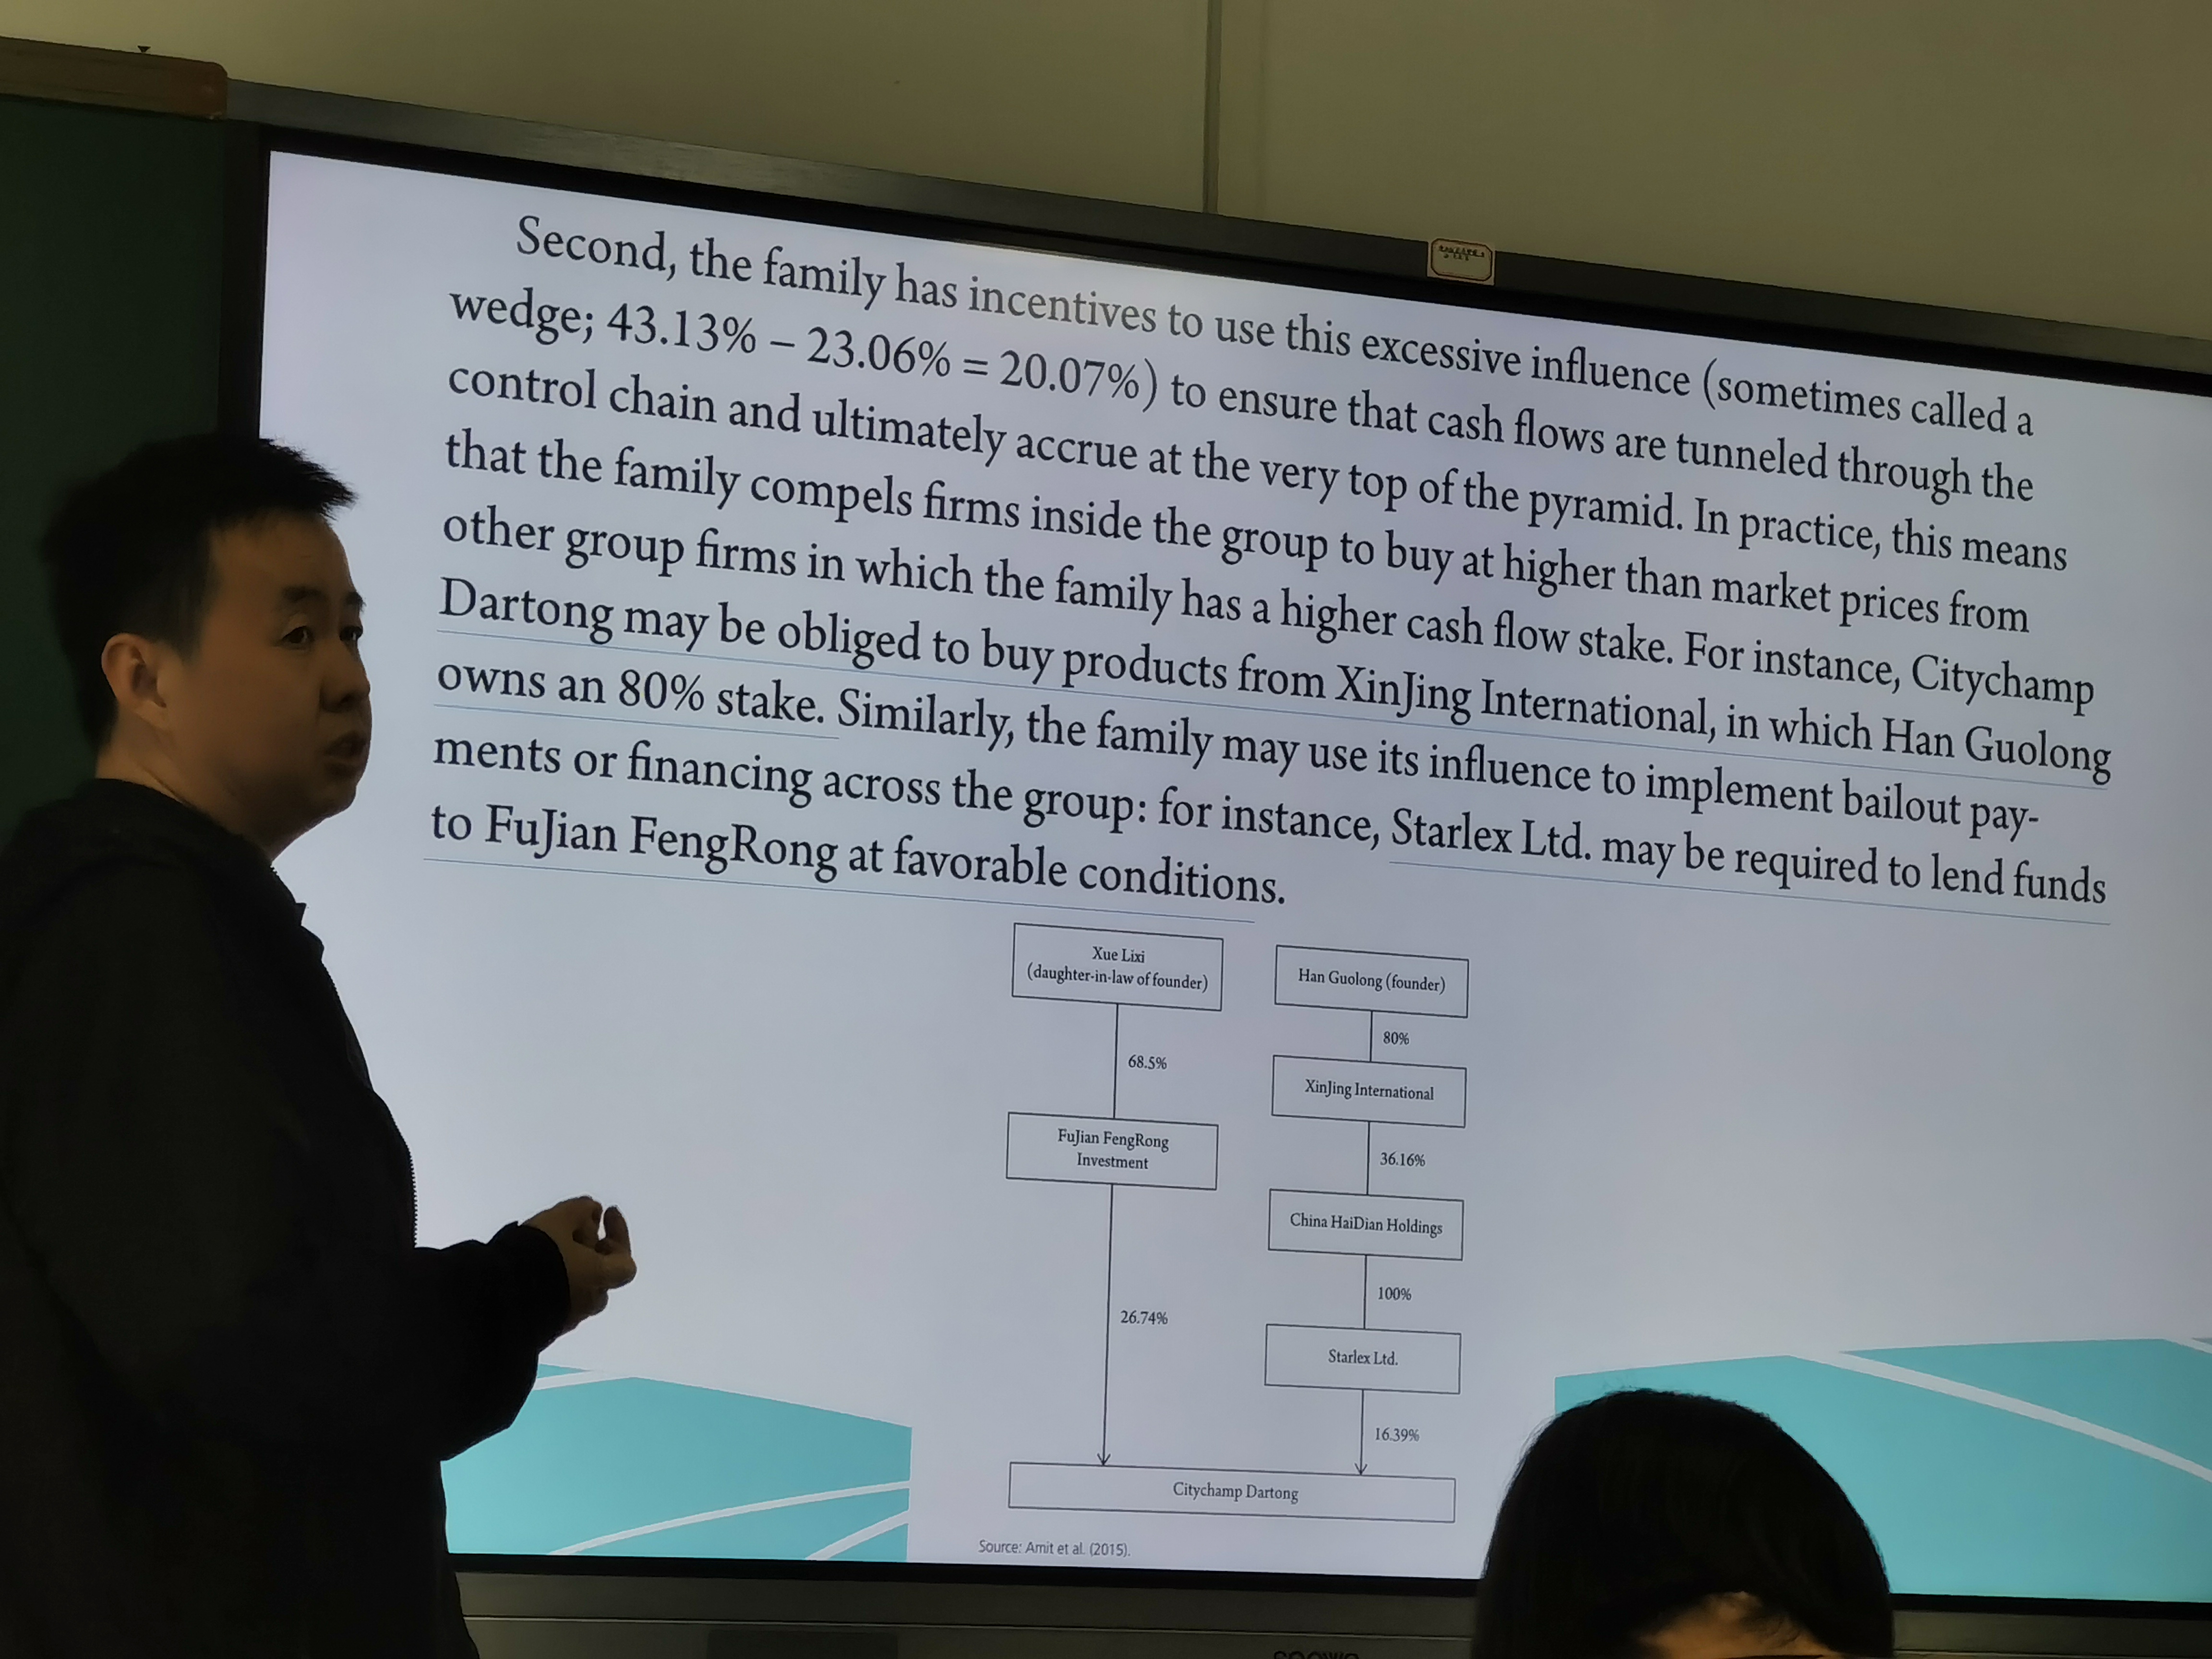 Second, the family has incentives to use this excessive influence (sometimes called a
wedge; 43.13% – 23.06% = 20.07%) to ensure that cash flows are tunneled through the
control chain and ultimately accrue at the very top of the pyramid. In practice, this means
that the family compels firms inside the group to buy at higher than market prices from
other group firms in which the family has a higher cash flow stake. For instance, Citychamp
Dartong may be obliged to buy products from XinJing International, in which Han Guolong
owns an 80% stake. Similarly, the family may use its influence to implement bailout pay-
ments or financing across the group: for instance, Starlex Ltd. may be required to lend funds
to FuJian FengRong at favorable conditions.
Xue Lixi
(daughter-in-law of founder)
Han Guolong (founder)
68.5%
80%
XinJing International
FuJian FengRong
Investment
36.16%
China HaiDian Holdings
26.74%
100%
Starlex Ltd.
16.39%
Citychamp Dartong
Source: Amit et al. (2015).